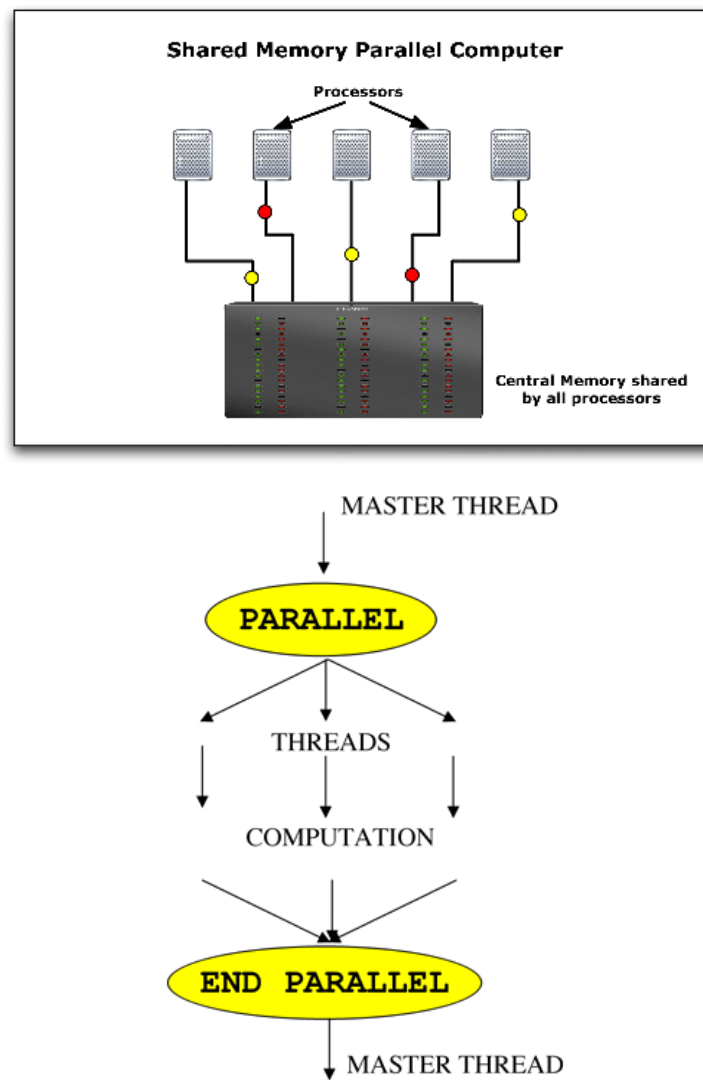 Shared Memory Parallel Computer
Processors
Central Memory shared
by all processors
MASTER THREAD
PARALLEL
THREADS
COMPUTATION
END PARALLEL
MASTER THREAD